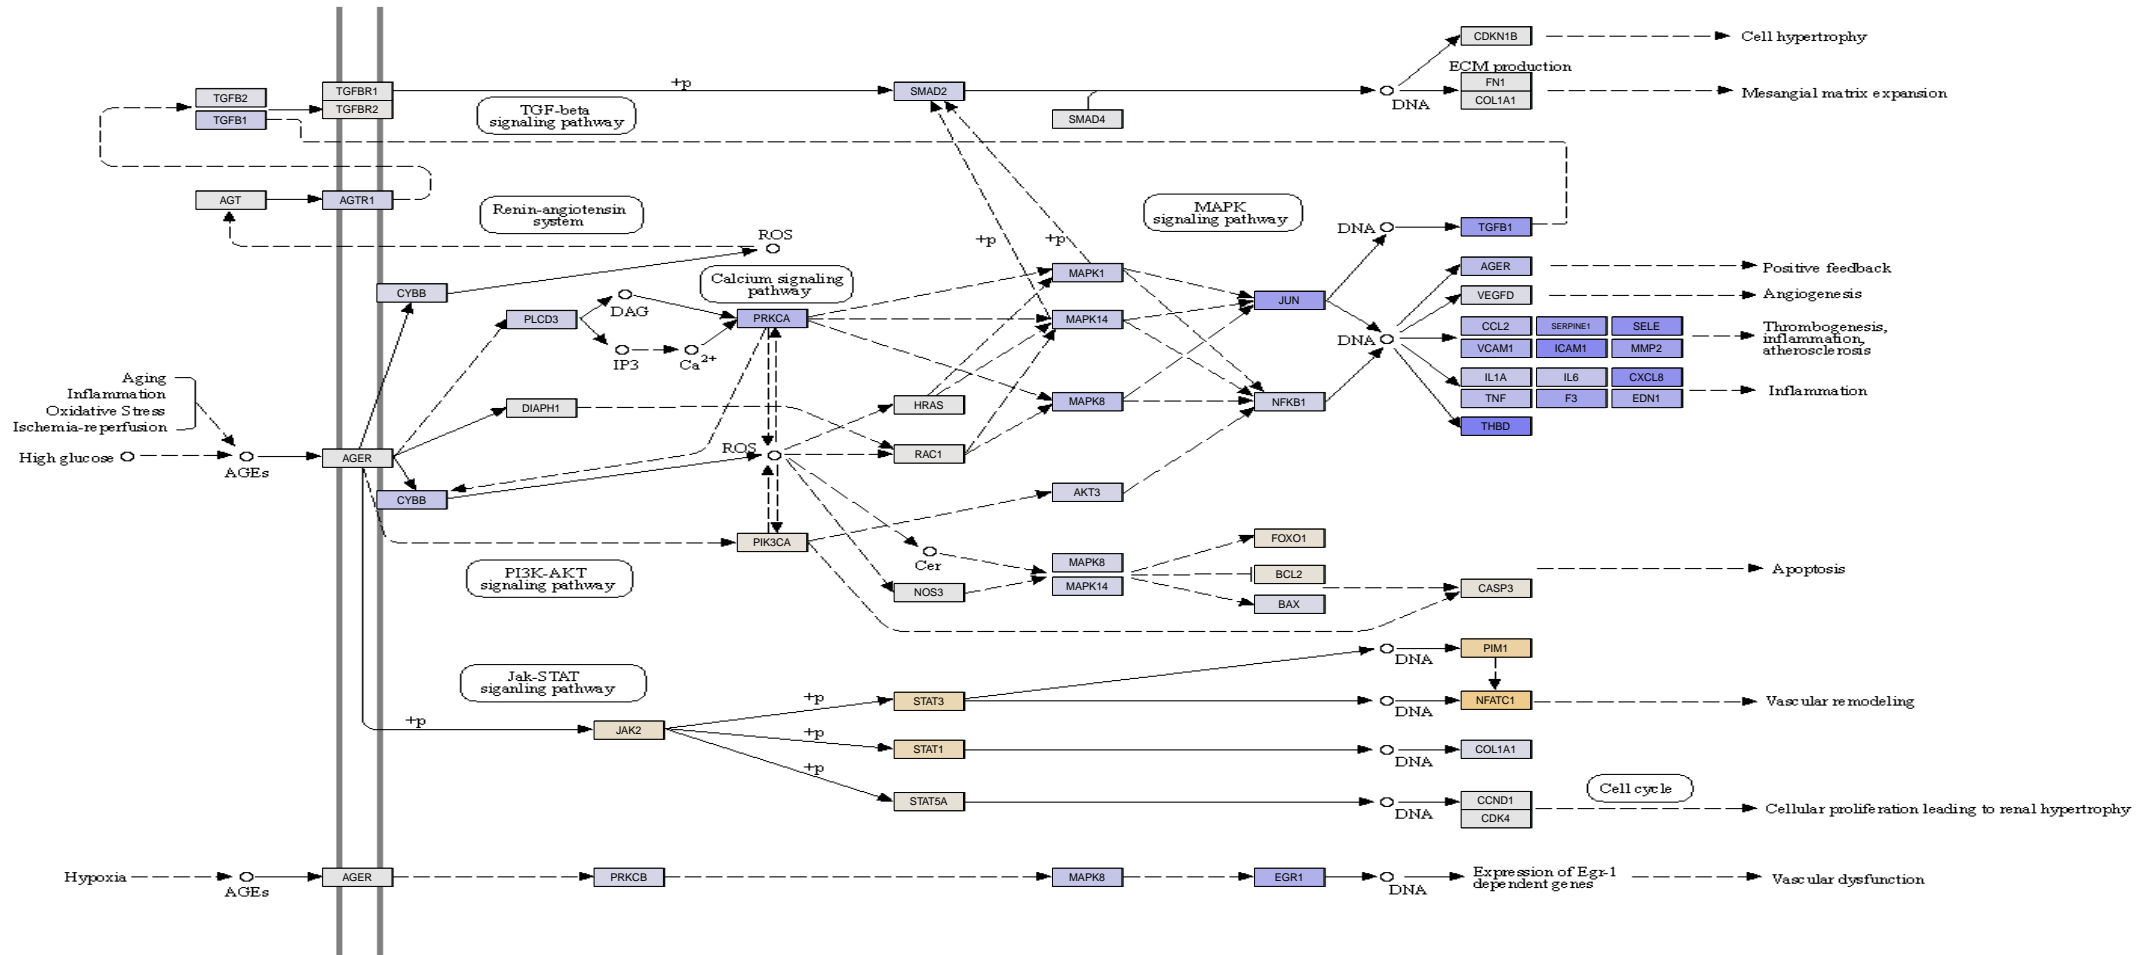 CDKN1B
Cell hypertrophy
ECM production
FN1
COL1A1
Mesangial matrix expansion
DNA
TGFB2
TGFB1
TGFBR1
TGFBR2
+p
TGF-beta
signaling pathway
SMAD2
SMAD4
AGT
AGTR1
Renin-angiotensin
system
ROS
MAPK
signaling pathway
+p
+p
DNA
TGFB1
CYBB
Calcium signaling
pathway
MAPK1
AGER
Positive feedback
VEGFD
Angiogenesis
PLCD3
DAG
IP3
Ca2+
PRKCA
MAPK14
JUN
DNA
CCL2
SERPINE1
SELE
VCAM1
ICAM1
MMP2
Thrombogenesis,
inflammation,
atherosclerosis
IL1A
IL6
CXCL8
TNF
F3
EDN1
Inflammation
THBD
Aging
Inflammation
Oxidative Stress
Ischemia-reperfusion
High glucose
AGEs
AGER
DIAPH1
HRAS
MAPK8
NFKB1
ROS
RAC1
CYBB
AKT3
PIK3CA
PI3K-AKT
signaling pathway
Cer
NOS3
MAPK8
MAPK14
FOXO1
BCL2
BAX
CASP3
Apoptosis
Jak-STAT
siganling pathway
+p
JAK2
+p
STAT3
+p
STAT1
+p
STAT5A
DNA
PIM1
DNA
NFATC1
Vascular remodeling
DNA
COL1A1
DNA
CCND1
CDK4
Cell cycle
Cellular proliferation leading to renal hypertrophy
Hypoxia
AGEs
AGER
PRKCB
MAPK8
EGR1
DNA
Expression of Egr-1
dependent genes
Vascular dysfunction